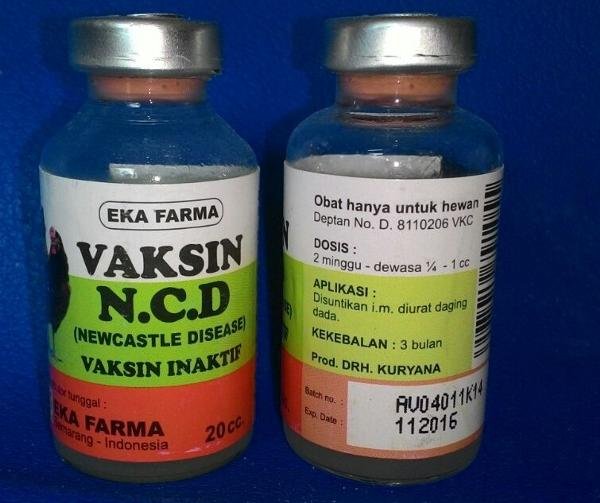 EKA FARMA
VAKSIN
N.C.D
(NEWCASTLE DISEASE)
VAKSIN INAKTIF
tunggal :
EKA FARMA
Semarang - Indonesia
20cc.
Obat hanya untuk hewan
Deptan No. D. 8110206 VKC
DOSIS :
2 minggu - dewasa ¼ - 1 cc
APLIKASI :
Disuntikan i.m. diurat daging
dada.
KEKEBALAN : 3 bulan
Prod. DRH. KURYANA
Batch no. : AV04011K14
Exp. Date : 112016